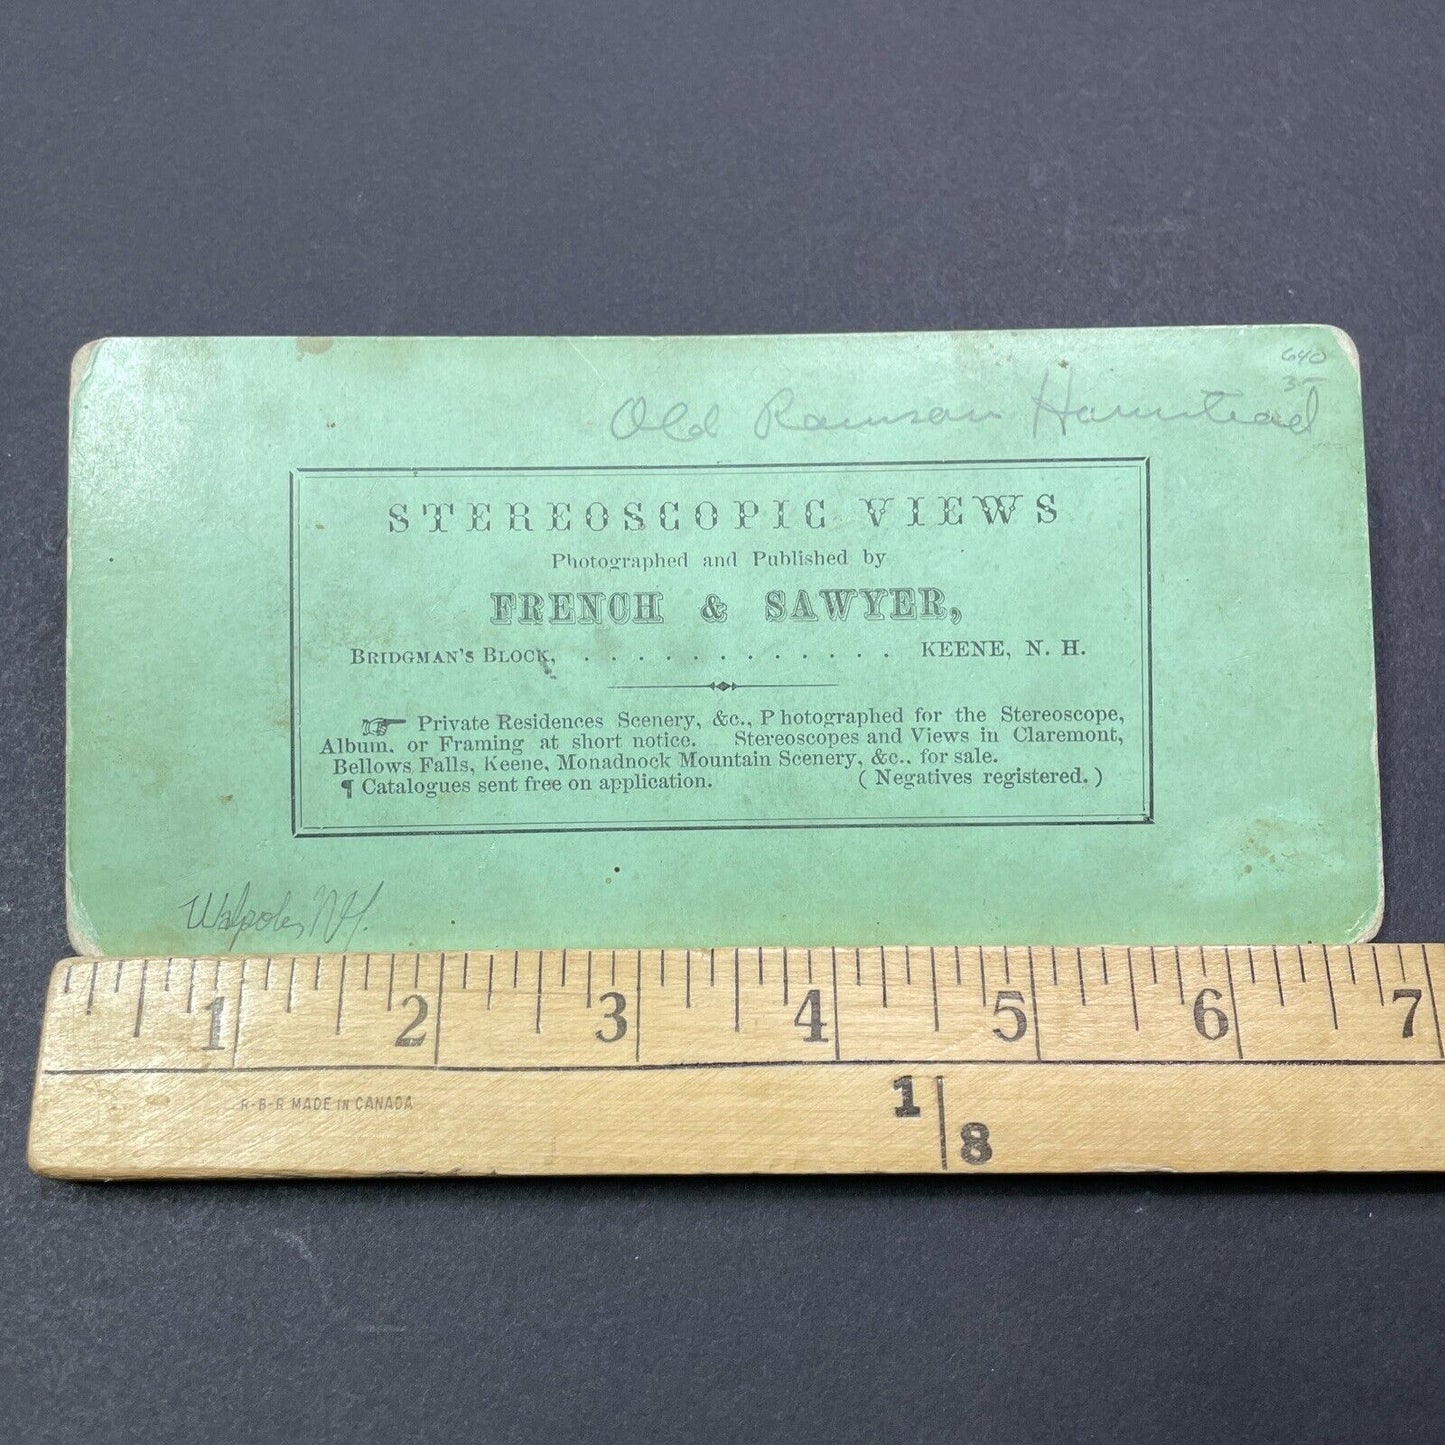 640
35
Old Ramson Homstead
STEREOSCOPIC VIEWS
Photographed and Published by
FRENCH & SAWYER,
BRIDGMAN'S BLOCK, . . . . . . . . . . . . KEENE, N. H.
☞ Private Residences Scenery, &c., Photographed for the Stereoscope,
Album. or Framing at short notice. Stereoscopes and Views in Claremont,
Bellows Falls, Keene, Monadnock Mountain Scenery, &c., for sale.
¶ Catalogues sent free on application. ( Negatives registered. )
Walpole, NH.
1 2 3 4 5 6 7
R-B-R MADE IN CANADA
1
8